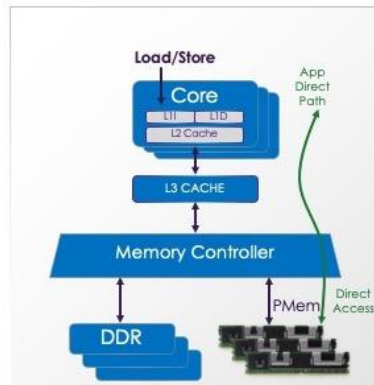 Load/Store
App
Direct
Path
Core
L1I
L1D
L2 Cache
L3 CACHE
Memory Controller
PMem
Direct
Access
DDR